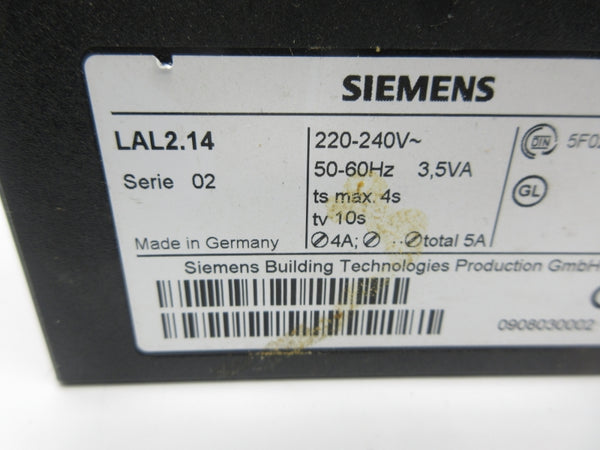 SIEMENS
LAL2.14
Serie 02
Made in Germany
220-240V~
50-60Hz 3,5VA
ts max. 4s
tv 10s
4A; .. total 5A
DIN
GL
Siemens Building Technologies Production GmbH
0908030002